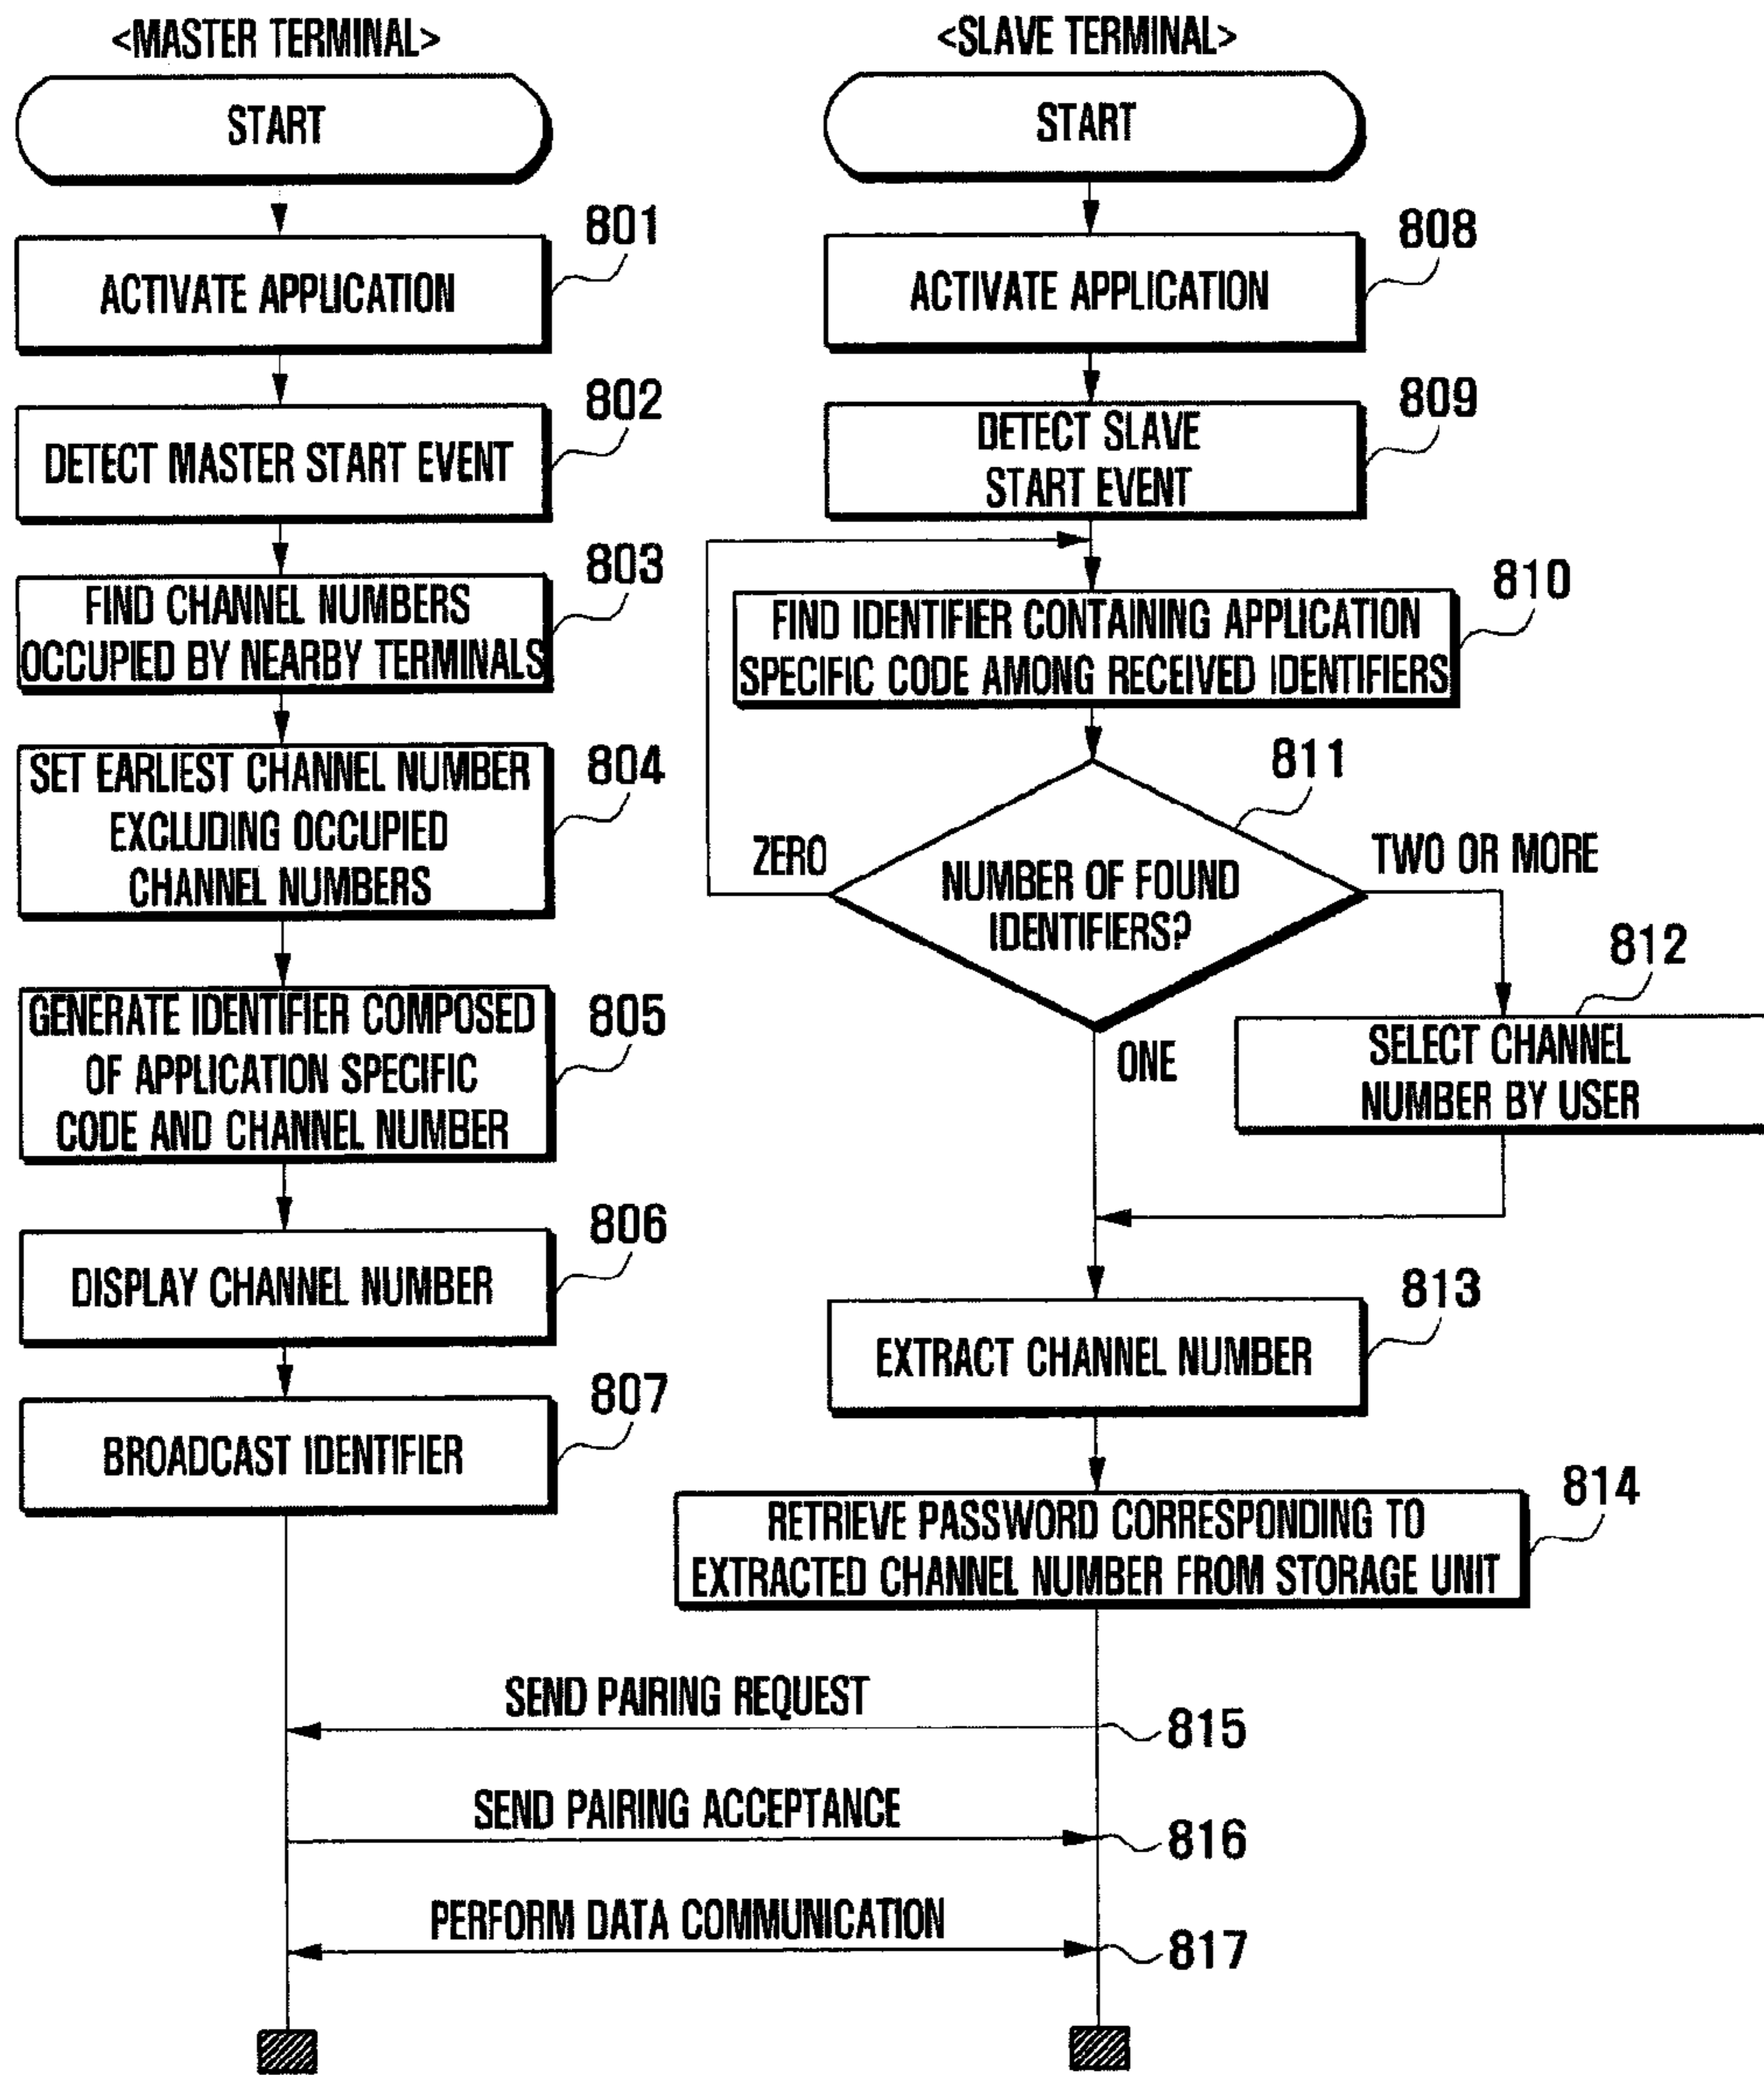 <MASTER TERMINAL>
START
801
ACTIVATE APPLICATION
802
DETECT MASTER START EVENT
803
FIND CHANNEL NUMBERS
OCCUPIED BY NEARBY TERMINALS
804
SET EARLIEST CHANNEL NUMBER
EXCLUDING OCCUPIED
CHANNEL NUMBERS
805
GENERATE IDENTIFIER COMPOSED
OF APPLICATION SPECIFIC
CODE AND CHANNEL NUMBER
806
DISPLAY CHANNEL NUMBER
807
BROADCAST IDENTIFIER
<SLAVE TERMINAL>
START
808
ACTIVATE APPLICATION
809
DETECT SLAVE
START EVENT
810
FIND IDENTIFIER CONTAINING APPLICATION
SPECIFIC CODE AMONG RECEIVED IDENTIFIERS
811
ZERO
NUMBER OF FOUND
IDENTIFIERS?
TWO OR MORE
812
ONE
SELECT CHANNEL
NUMBER BY USER
813
EXTRACT CHANNEL NUMBER
814
RETRIEVE PASSWORD CORRESPONDING TO
EXTRACTED CHANNEL NUMBER FROM STORAGE UNIT
SEND PAIRING REQUEST
815
SEND PAIRING ACCEPTANCE
816
PERFORM DATA COMMUNICATION
817